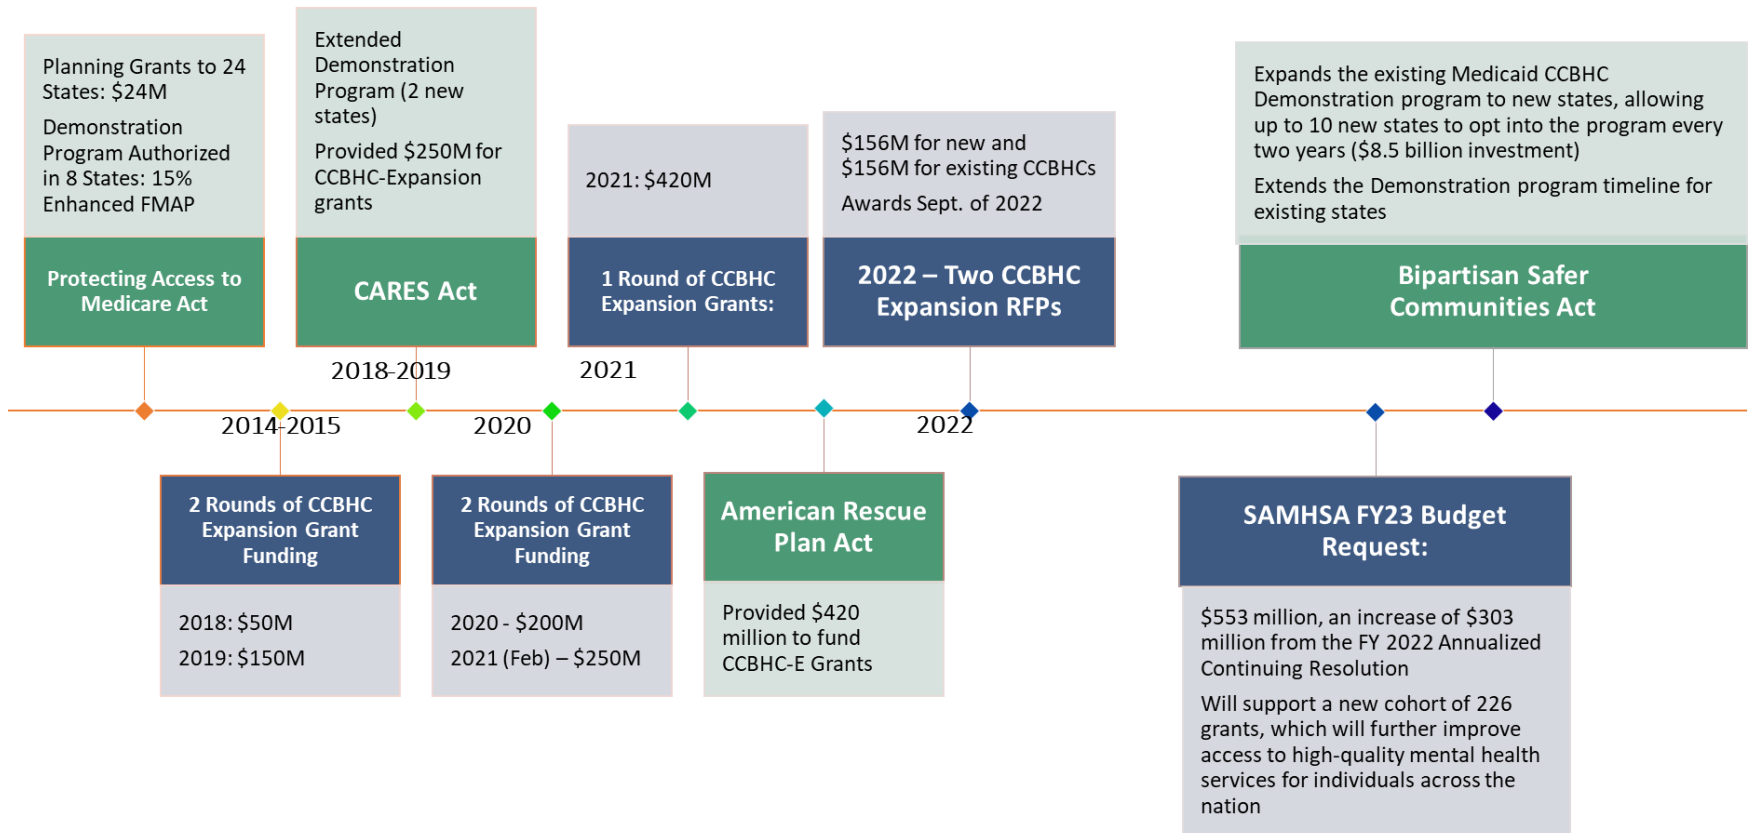 Planning Grants to 24
States: $24M
Demonstration
Program Authorized
in 8 States: 15%
Enhanced FMAP
Protecting Access to
Medicare Act
Extended
Demonstration
Program (2 new
states)
Provided $250M for
CCBHC-Expansion
grants
CARES Act
2021: $420M
1 Round of CCBHC
Expansion Grants:
$156M for new and
$156M for existing CCBHCs
Awards Sept. of 2022
2022 – Two CCBHC
Expansion RFPs
Expands the existing Medicaid CCBHC
Demonstration program to new states, allowing
up to 10 new states to opt into the program every
two years ($8.5 billion investment)
Extends the Demonstration program timeline for
existing states
Bipartisan Safer
Communities Act
2018-2019
2021
2014-2015
2020
2022
2 Rounds of CCBHC
Expansion Grant
Funding
2018: $50M
2019: $150M
2 Rounds of CCBHC
Expansion Grant
Funding
2020 - $200M
2021 (Feb) – $250M
American Rescue
Plan Act
Provided $420
million to fund
CCBHC-E Grants
SAMHSA FY23 Budget
Request:
$553 million, an increase of $303
million from the FY 2022 Annualized
Continuing Resolution
Will support a new cohort of 226
grants, which will further improve
access to high-quality mental health
services for individuals across the
nation